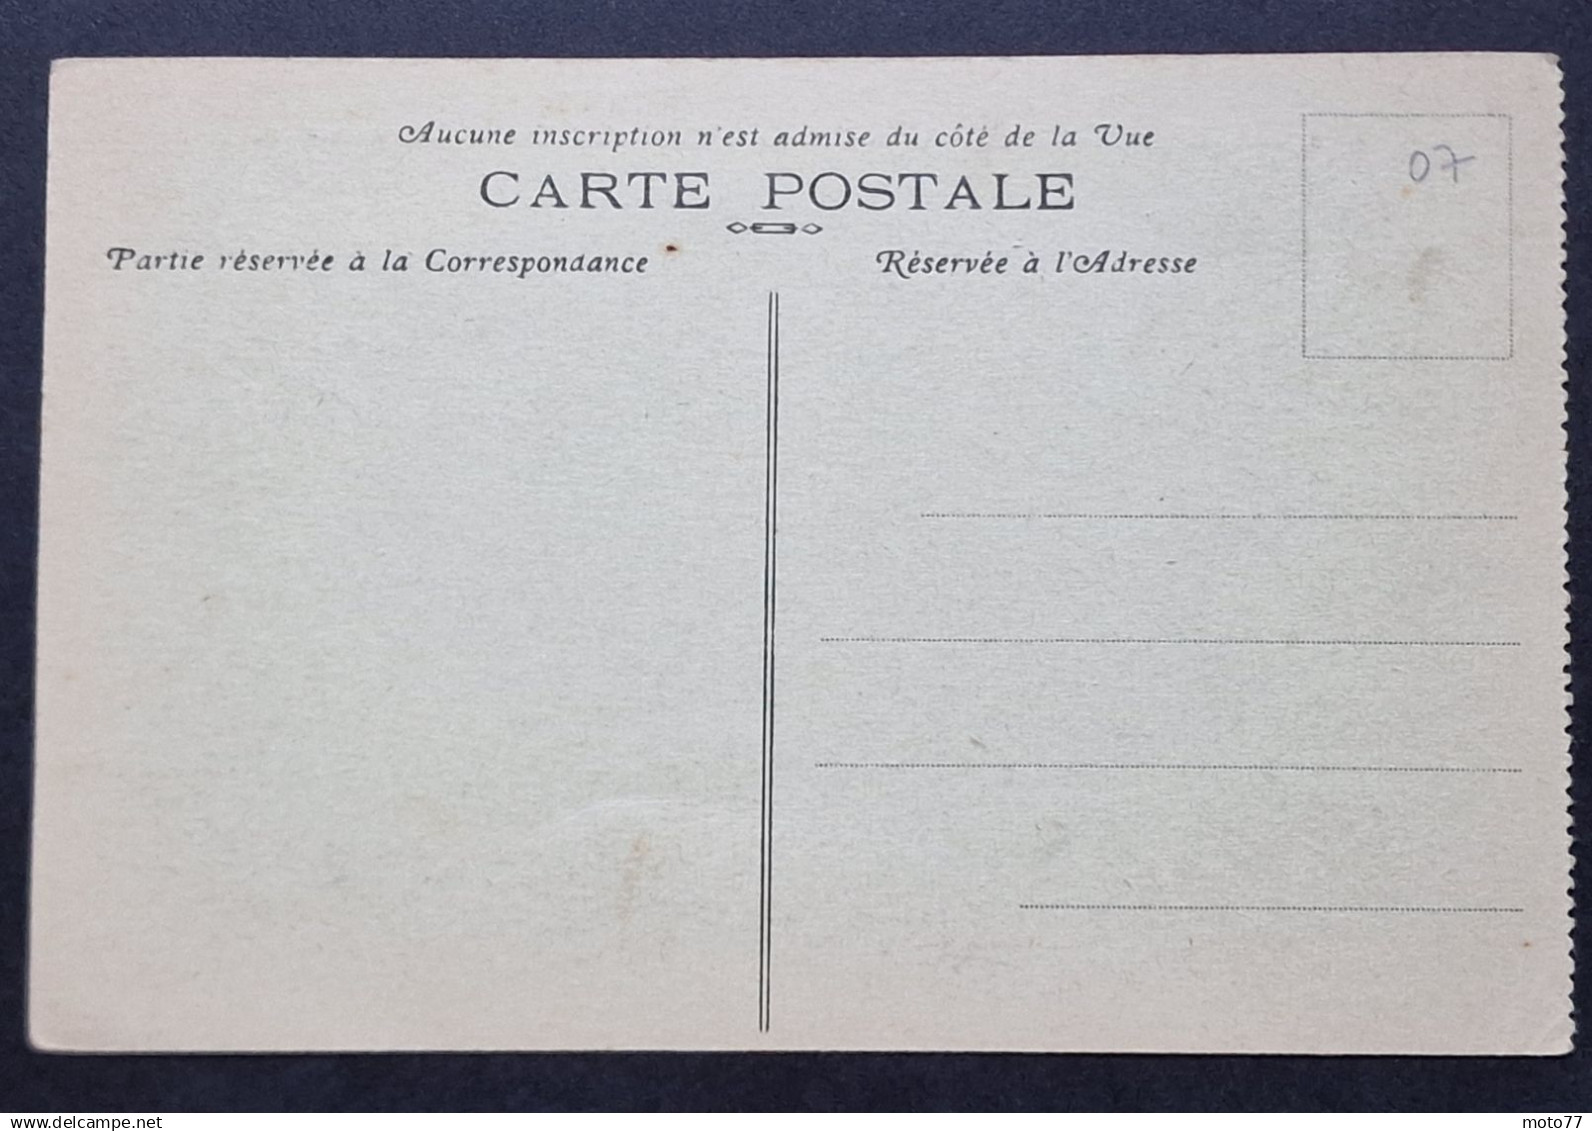 Aucune inscription n'est admise du côté de la Vue
CARTE POSTALE
Partie réservée à la Correspondance
Réservée à l'Adresse
07
www.delcampe.net
moto77